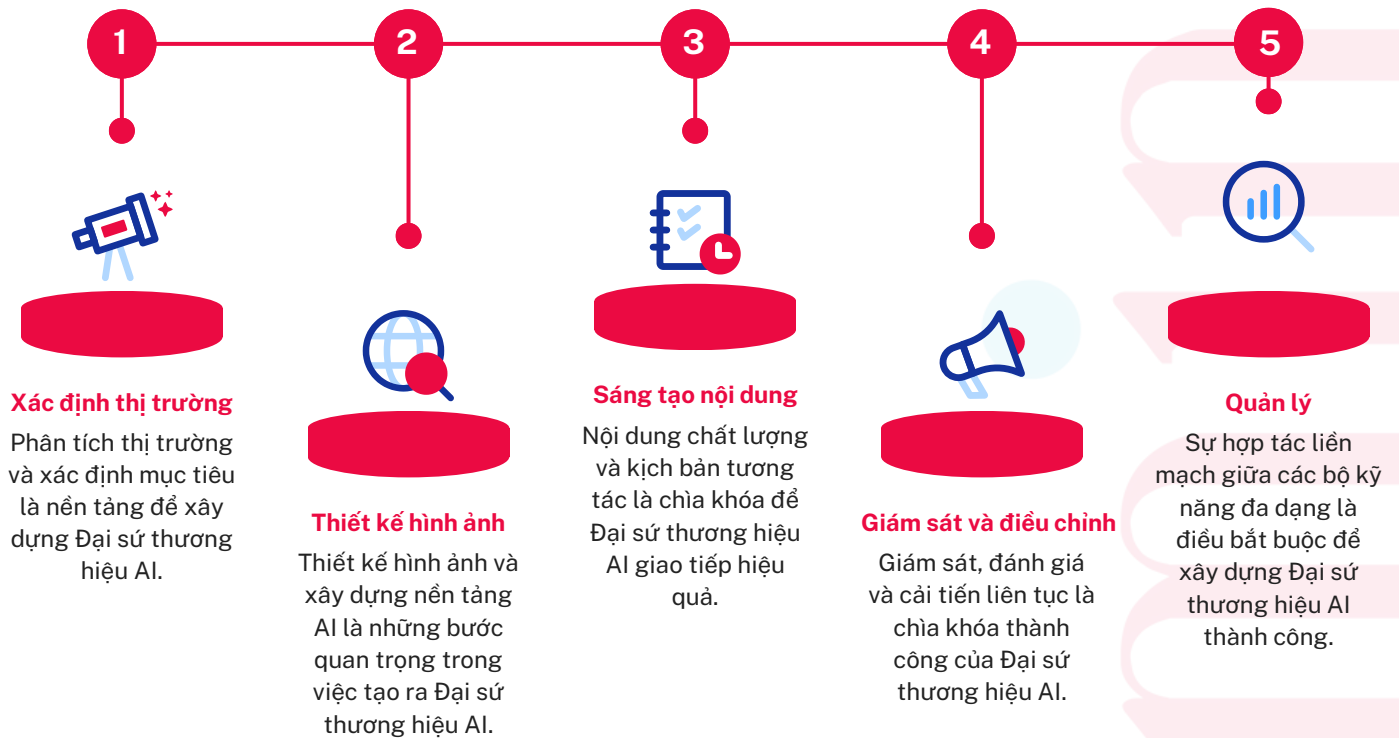 1
2
3
4
5
Xác định thị trường
Phân tích thị trường
và xác định mục tiêu
là nền tảng để xây
dựng Đại sứ thương
hiệu AI.
Thiết kế hình ảnh
Thiết kế hình ảnh và
xây dựng nền tảng
AI là những bước
quan trọng trong
việc tạo ra Đại sứ
thương hiệu AI.
Sáng tạo nội dung
Nội dung chất lượng
và kịch bản tương
tác là chìa khóa để
Đại sứ thương hiệu
AI giao tiếp hiệu
quả.
Giám sát và điều chỉnh
Giám sát, đánh giá
và cải tiến liên tục là
chìa khóa thành
công của Đại sứ
thương hiệu AI.
Quản lý
Sự hợp tác liền
mạch giữa các bộ kỹ
năng đa dạng là
điều bắt buộc để
xây dựng Đại sứ
thương hiệu AI
thành công.